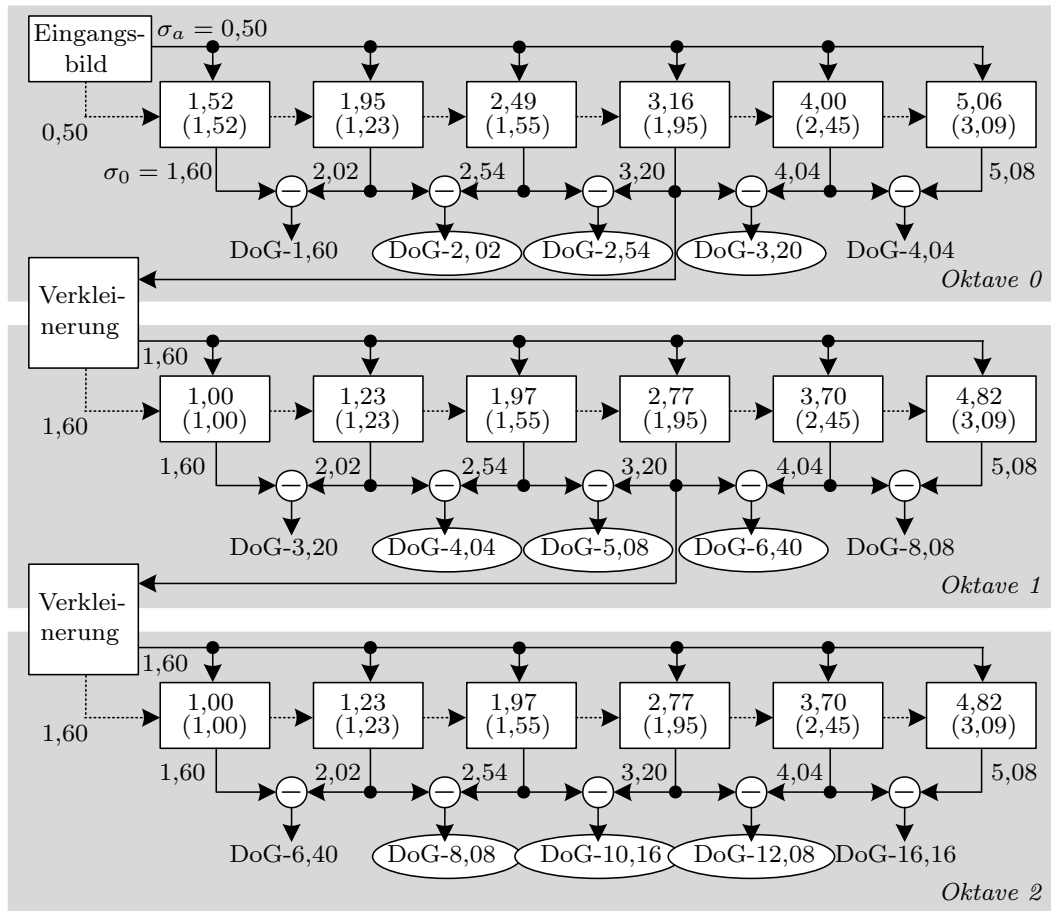 Eingangs-
bild
σₐ = 0,50
0,50
1,52
(1,52)
1,95
(1,23)
2,49
(1,55)
3,16
(1,95)
4,00
(2,45)
5,06
(3,09)
σ₀ = 1,60
2,02
2,54
3,20
4,04
5,08
DoG-1,60
DoG-2, 02
DoG-2,54
DoG-3,20
DoG-4,04
Oktave 0
Verklei-
nerung
1,60
1,60
1,00
(1,00)
1,23
(1,23)
1,97
(1,55)
2,77
(1,95)
3,70
(2,45)
4,82
(3,09)
1,60
2,02
2,54
3,20
4,04
5,08
DoG-3,20
DoG-4,04
DoG-5,08
DoG-6,40
DoG-8,08
Oktave 1
Verklei-
nerung
1,60
1,60
1,00
(1,00)
1,23
(1,23)
1,97
(1,55)
2,77
(1,95)
3,70
(2,45)
4,82
(3,09)
1,60
2,02
2,54
3,20
4,04
5,08
DoG-6,40
DoG-8,08
DoG-10,16
DoG-12,08
DoG-16,16
Oktave 2